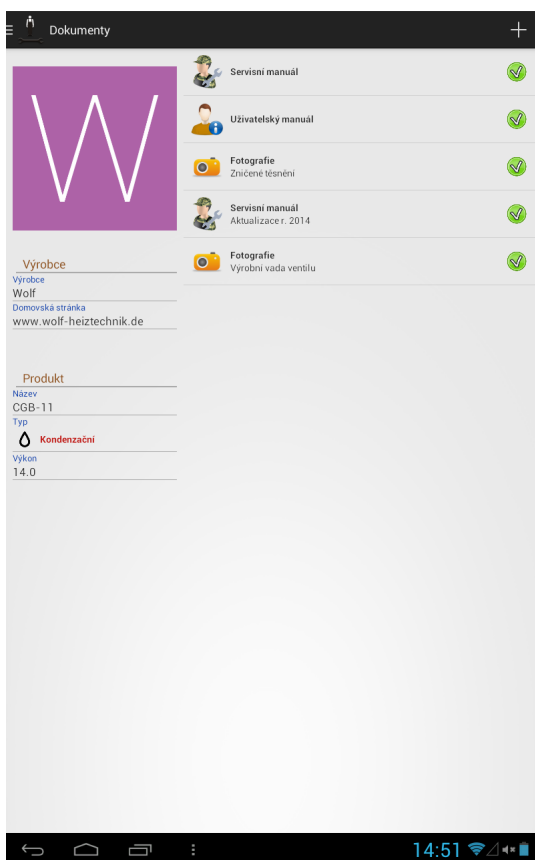 Dokumenty
W
Výrobce
Výrobce
Wolf
Domovská stránka
www.wolf-heiztechnik.de
Produkt
Název
CGB-11
Typ
Kondenzační
Výkon
14.0
Servisní manuál
Uživatelský manuál
Fotografie
Zničené těsnění
Servisní manuál
Aktualizace r. 2014
Fotografie
Výrobní vada ventilu
14:51